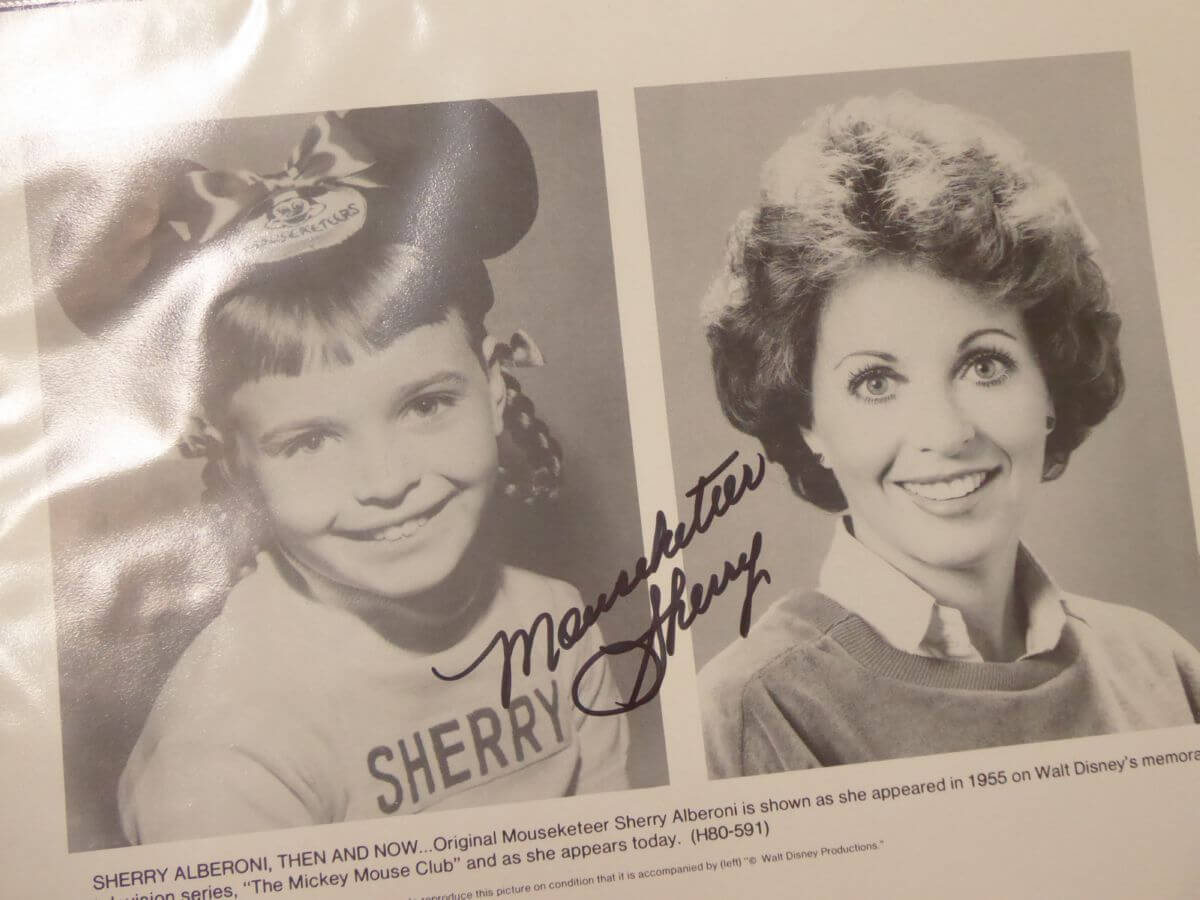 MOUSEKETEERS
SHERRY
Mouseketeer
Sherry
SHERRY ALBERONI, THEN AND NOW...Original Mouseketeer Sherry Alberoni is shown as she appeared in 1955 on Walt Disney's
series, "The Mickey Mouse Club" and as she appears today. (H80-591)
this picture on condition that it is accompanied by (left) "© Walt Disney Productions."